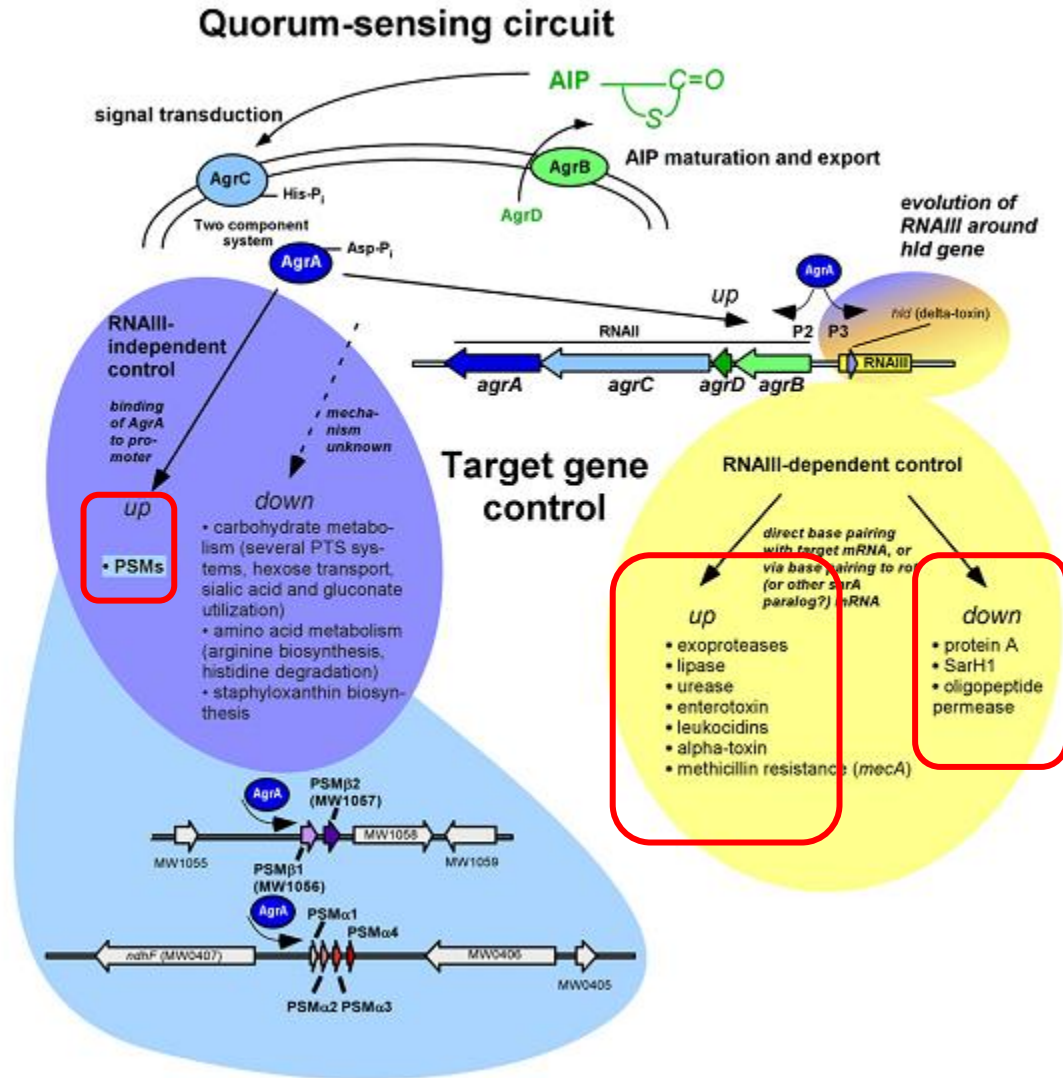 Quorum-sensing circuit
AIP
C=O
S
signal transduction
AIP maturation and export
AgrC
AgrB
His-Pi
AgrD
Two component
system
Asp-Pi
AgrA
evolution of
RNAIII around
hld gene
AgrA
up
hld (delta-toxin)
RNAII
P2 P3
RNAIII
agrA
agrC
agrD
agrB
RNAIII-
independent
control
binding
of AgrA
to pro-
moter
mecha-
nism
unknown
Target gene
control
RNAIII-dependent control
up
• PSMs
down
• carbohydrate metabo-
lism (several PTS sys-
tems, hexose transport,
sialic acid and gluconate
utilization)
• amino acid metabolism
(arginine biosynthesis,
histidine degradation)
• staphyloxanthin biosyn-
thesis
direct base pairing
with target mRNA, or
via base pairing to rot
(or other sarA
paralog?) mRNA
up
• exoproteases
• lipase
• urease
• enterotoxin
• leukocidins
• alpha-toxin
• methicillin resistance (mecA)
down
• protein A
• SarH1
• oligopeptide
permease
AgrA
PSMβ2
(MW1057)
MW1058
MW1055
MW1059
PSMβ1
(MW1056)
AgrA
PSMα1
PSMα4
ndhF (MW0407)
MW0406
MW0405
PSMα2
PSMα3